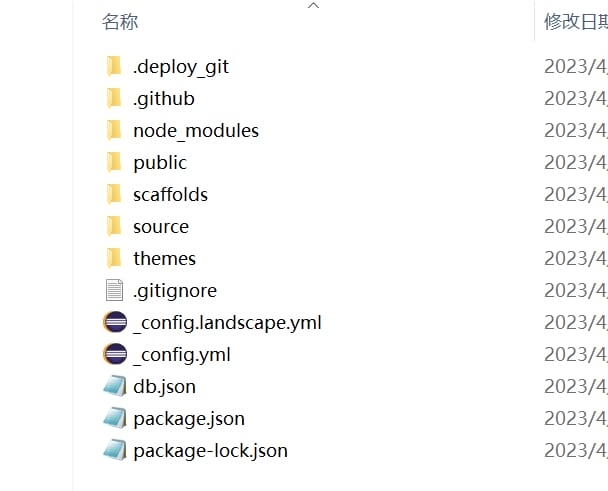 名称 修改日期
.deploy_git 2023/4/
.github 2023/4/
node_modules 2023/4/
public 2023/4/
scaffolds 2023/4/
source 2023/4/
themes 2023/4/
.gitignore 2023/4/
_config.landscape.yml 2023/4/
_config.yml 2023/4/
db.json 2023/4/
package.json 2023/4/
package-lock.json 2023/4/